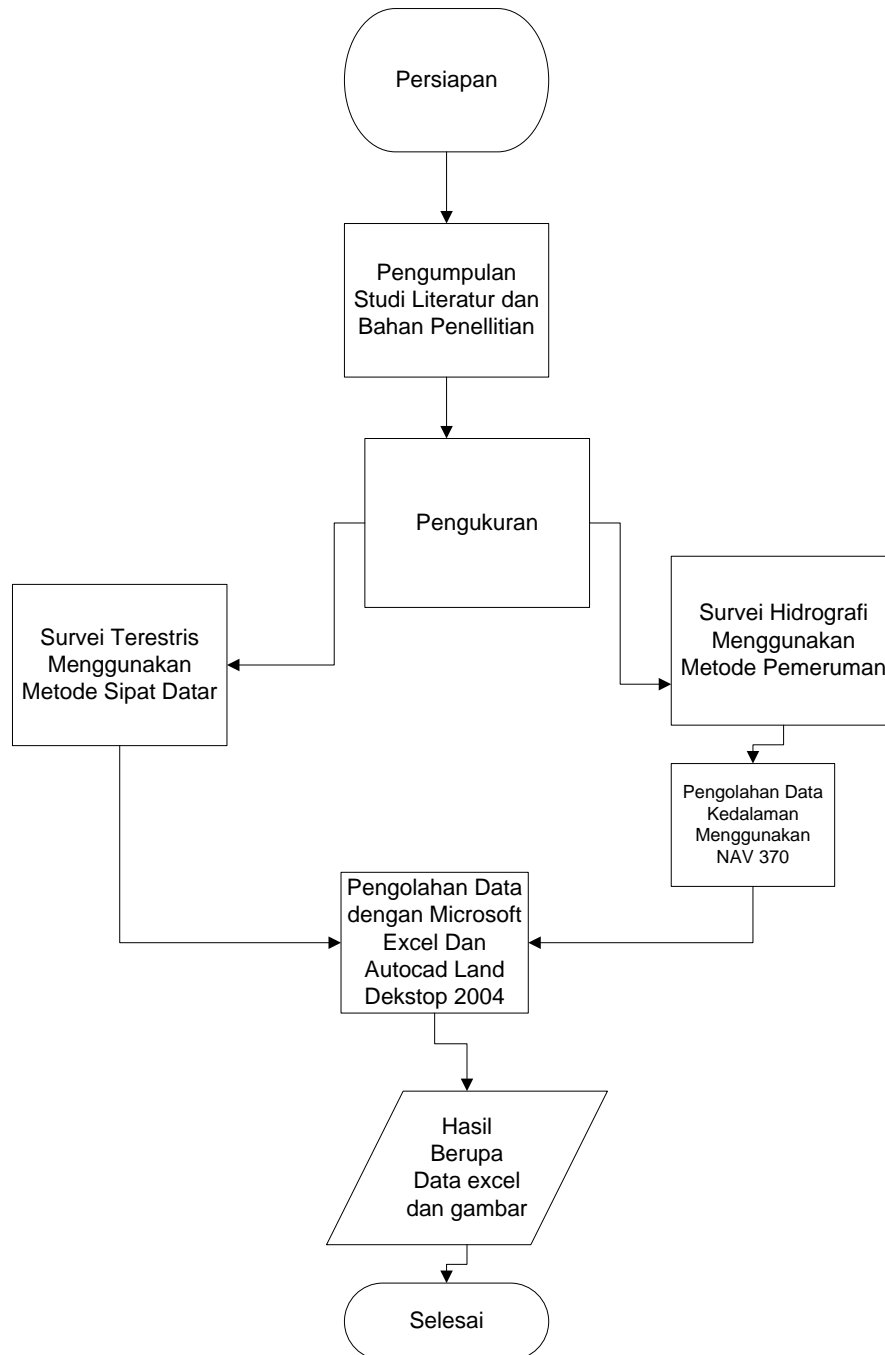 Persiapan
Pengumpulan
Studi Literatur dan
Bahan Penellitian
Pengukuran
Survei Terestris
Menggunakan
Metode Sipat Datar
Survei Hidrografi
Menggunakan
Metode Pemeruman
Pengolahan Data
Kedalaman
Menggunakan
NAV 370
Pengolahan Data
dengan Microsoft
Excel Dan
Autocad Land
Dekstop 2004
Hasil
Berupa
Data excel
dan gambar
Selesai